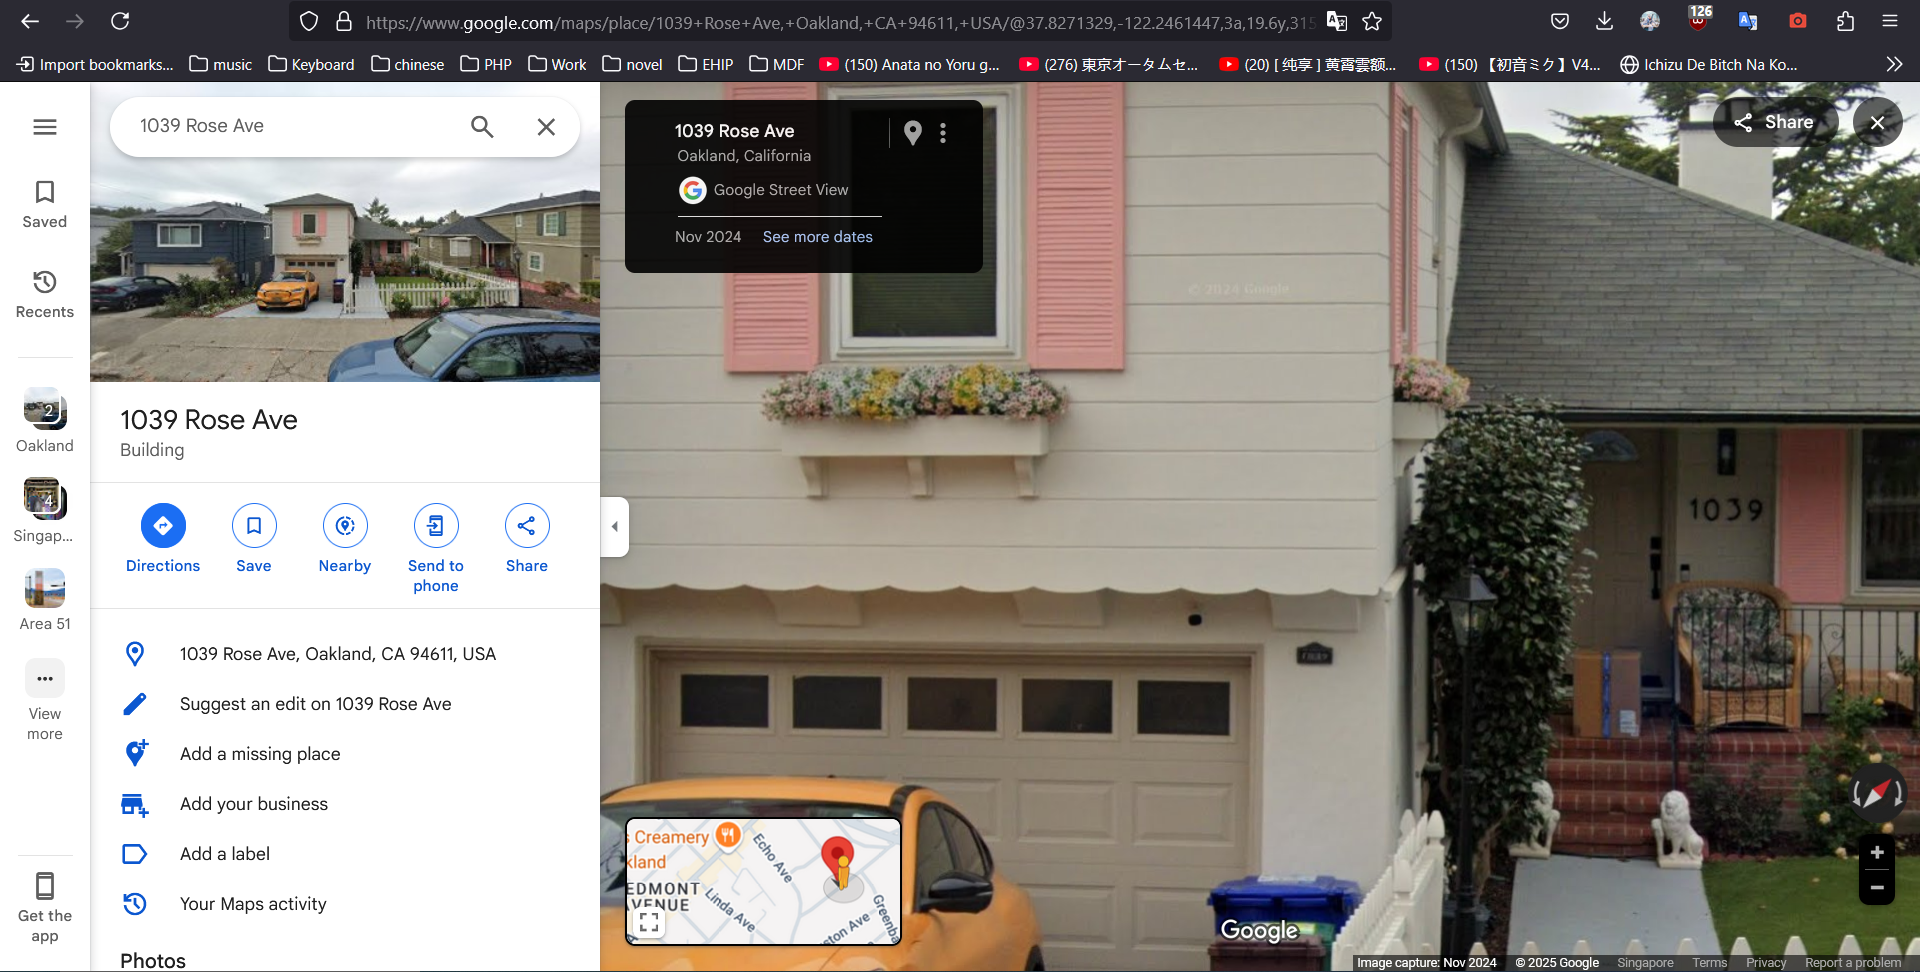 https://www.google.com/maps/place/1039+Rose+Ave,+Oakland,+CA+94611,+USA/@37.8271329,-122.2461447,3a,19.6y,315
126
Import bookmarks...
music
Keyboard
chinese
PHP
Work
novel
EHIP
MDF
(150) Anata no Yoru g...
(276) 東京オータムセ...
(20) [ 纯享 ] 黄霄雲额...
(150) 【初音ミク】V4...
Ichizu De Bitch Na Ko...
1039 Rose Ave
Saved
Recents
2
Oakland
4
Singap...
Area 51
View
more
Get the
app
1039 Rose Ave
Building
Directions
Save
Nearby
Send to
phone
Share
1039 Rose Ave, Oakland, CA 94611, USA
Suggest an edit on 1039 Rose Ave
Add a missing place
Add your business
Add a label
Your Maps activity
Photos
1039 Rose Ave
Oakland, California
Google Street View
Nov 2024
See more dates
Share
© 2024 Google
1039
s Creamery
kland
EDMONT
AVENUE
Echo Ave
Linda Ave
ston Ave
Greenba
Google
Image capture: Nov 2024
© 2025 Google
Singapore
Terms
Privacy
Report a problem